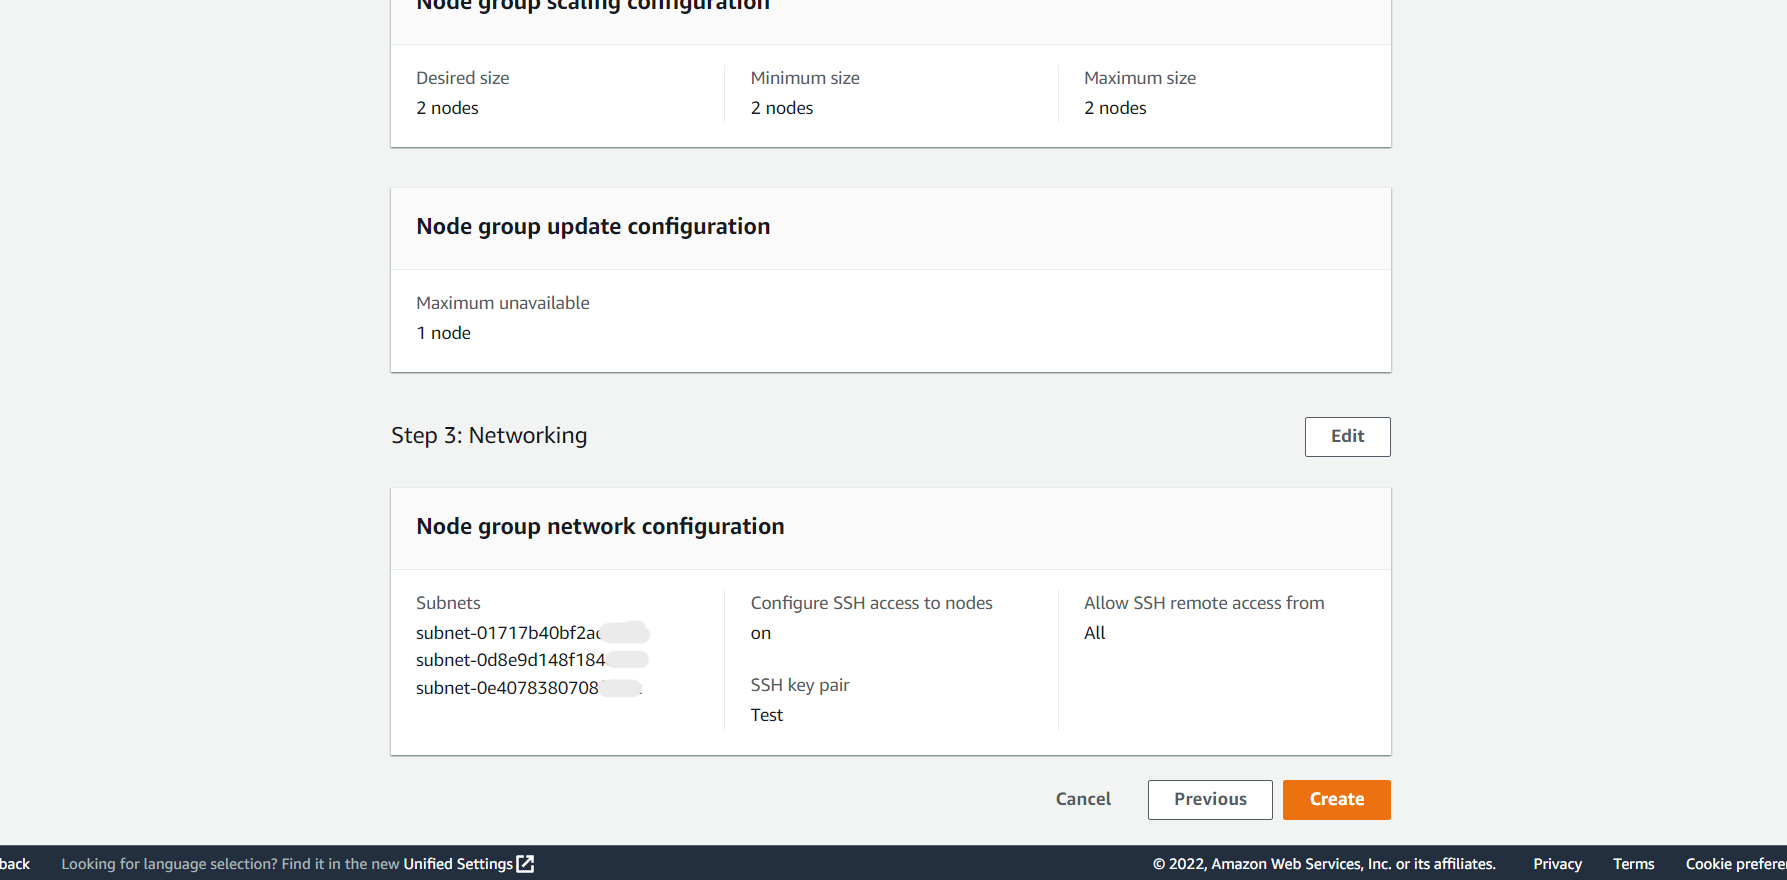 Node group scaling configuration
Desired size
2 nodes
Minimum size
2 nodes
Maximum size
2 nodes
Node group update configuration
Maximum unavailable
1 node
Step 3: Networking
Edit
Node group network configuration
Subnets
subnet-01717b40bf2a
subnet-0d8e9d148f184
subnet-0e4078380708
Configure SSH access to nodes
on
SSH key pair
Test
Allow SSH remote access from
All
Cancel
Previous
Create
back
Looking for language selection? Find it in the new Unified Settings
© 2022, Amazon Web Services, Inc. or its affiliates.
Privacy
Terms
Cookie prefere